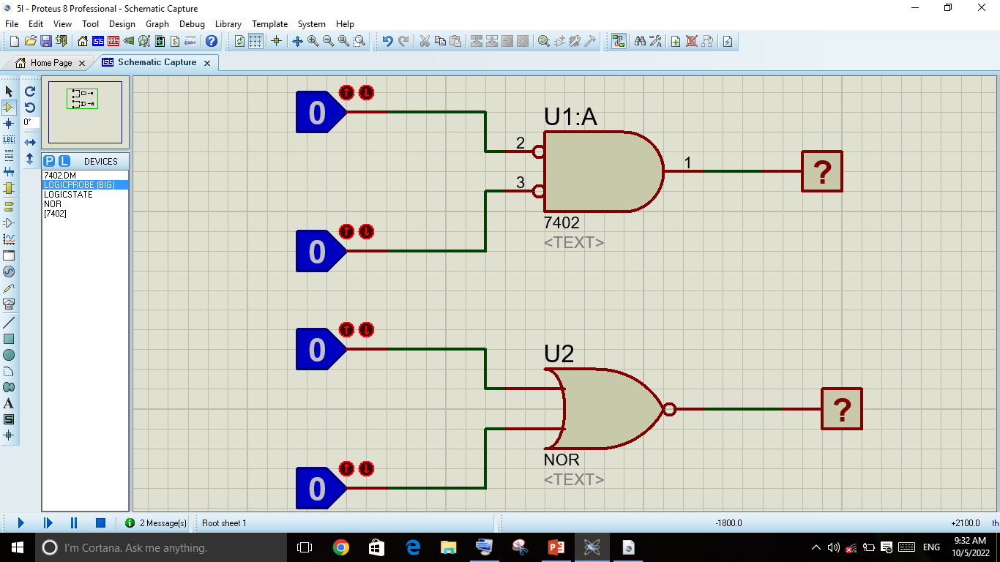 5I - Proteus 8 Professional - Schematic Capture
File Edit View Tool Design Graph Debug Library Template System Help
Home Page
Schematic Capture
LBL
0°
P L DEVICES
7402.DM
LOGICPROBE (BIG)
LOGICSTATE
NOR
[7402]
A
S
0
U1:A
2
1
3
?
7402
<TEXT>
0
0
U2
?
NOR
<TEXT>
0
2 Message(s)
Root sheet 1
-1800.0
+2100.0
th
I'm Cortana. Ask me anything.
ENG
9:32 AM
10/5/2022